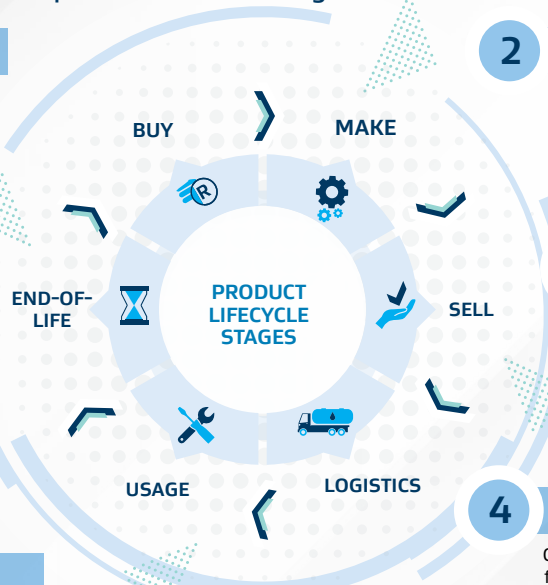 2
BUY
MAKE
R
END-OF-
LIFE
PRODUCT
LIFECYCLE
STAGES
SELL
USAGE
LOGISTICS
4